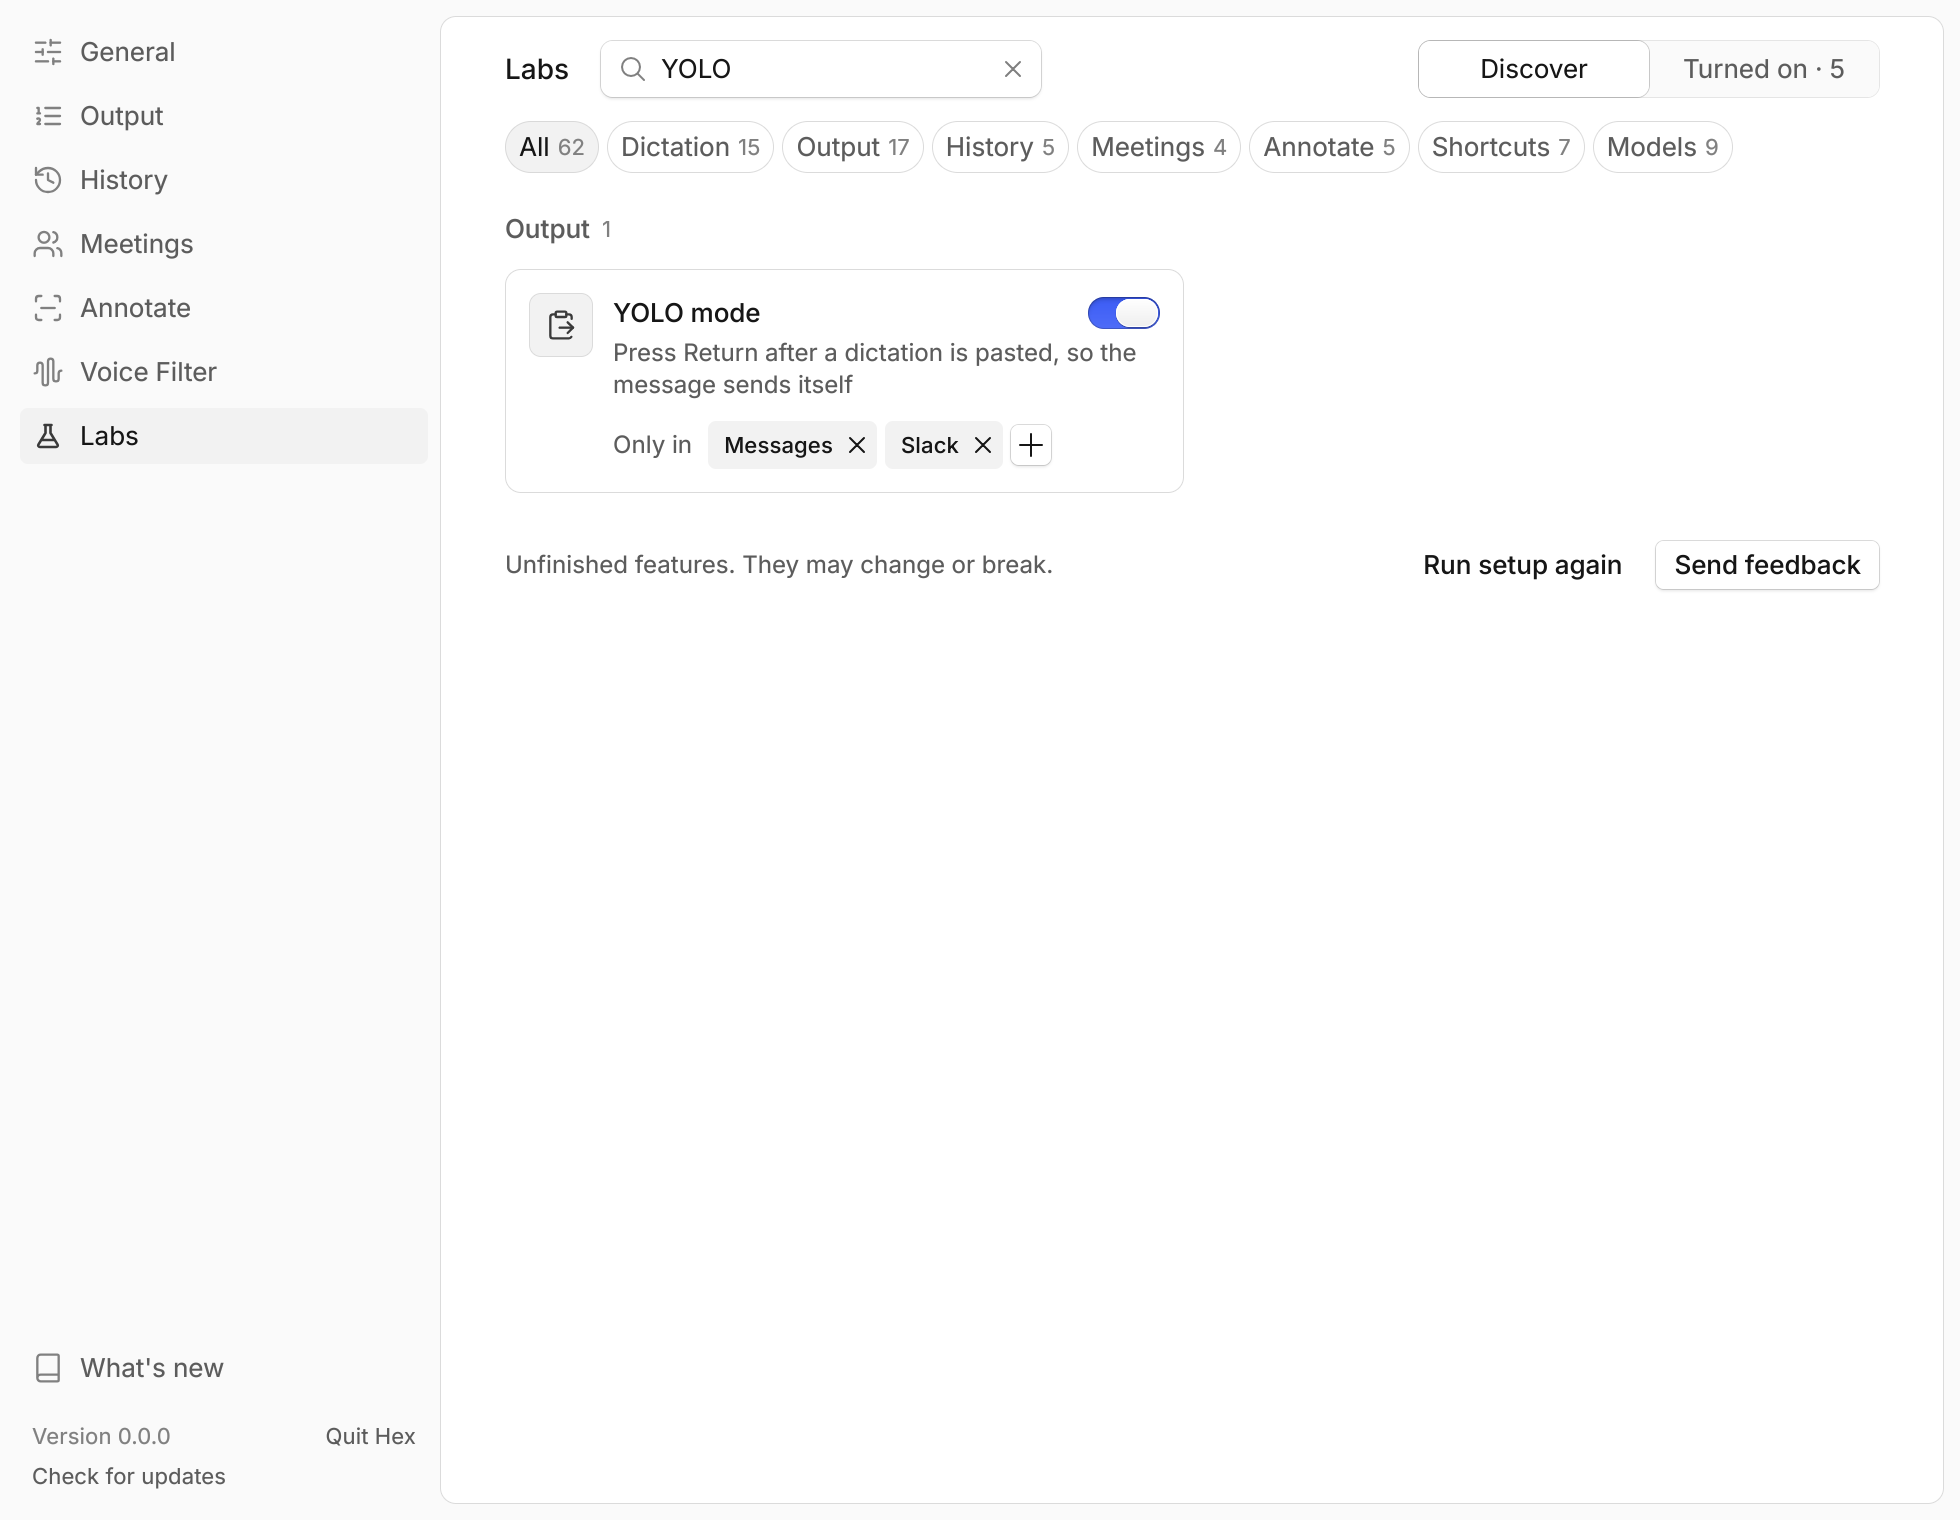 General
Output
History
Meetings
Annotate
Voice Filter
Labs
What's new
Version 0.0.0
Quit Hex
Check for updates
Labs
YOLO
Discover
Turned on · 5
All 62
Dictation 15
Output 17
History 5
Meetings 4
Annotate 5
Shortcuts 7
Models 9
Output 1
YOLO mode
Press Return after a dictation is pasted, so the
message sends itself
Only in
Messages
Slack
Unfinished features. They may change or break.
Run setup again
Send feedback